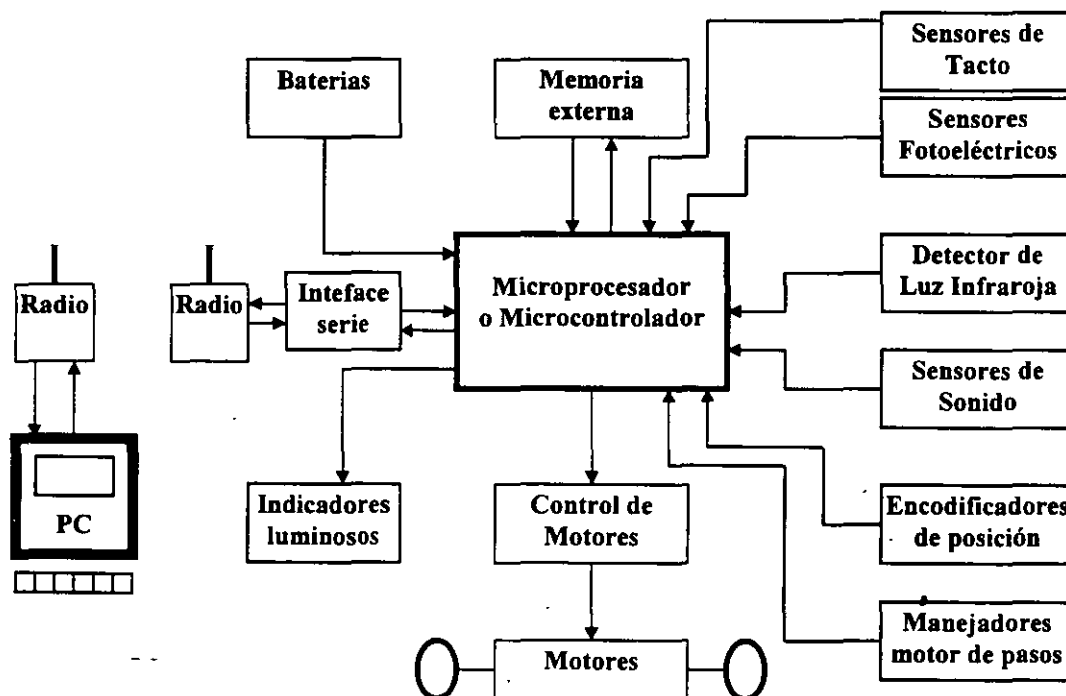 Sensores de
Tacto
Baterias
Memoria
externa
Sensores
Fotoeléctricos
Radio
Radio
Inteface
serie
Microprocesador
o Microcontrolador
Detector de
Luz Infraroja
Sensores de
Sonido
PC
Indicadores
luminosos
Control de
Motores
Encodificadores
de posición
Motores
Manejadores
motor de pasos